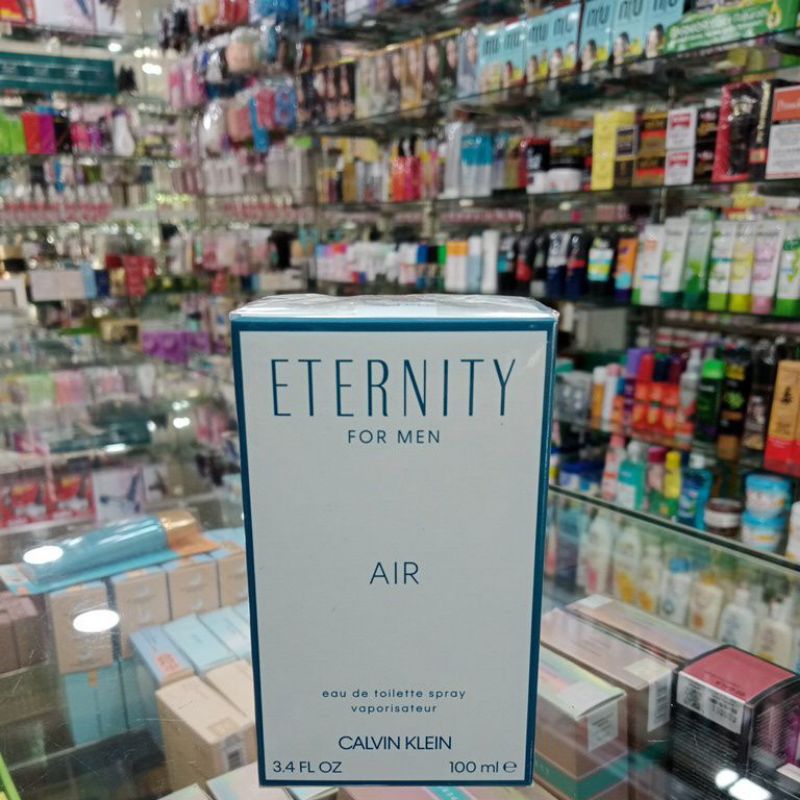 ETERNITY
FOR MEN
AIR
eau de toilette spray
vaporisateur
CALVIN KLEIN
3.4 FL OZ 100 ml ℮